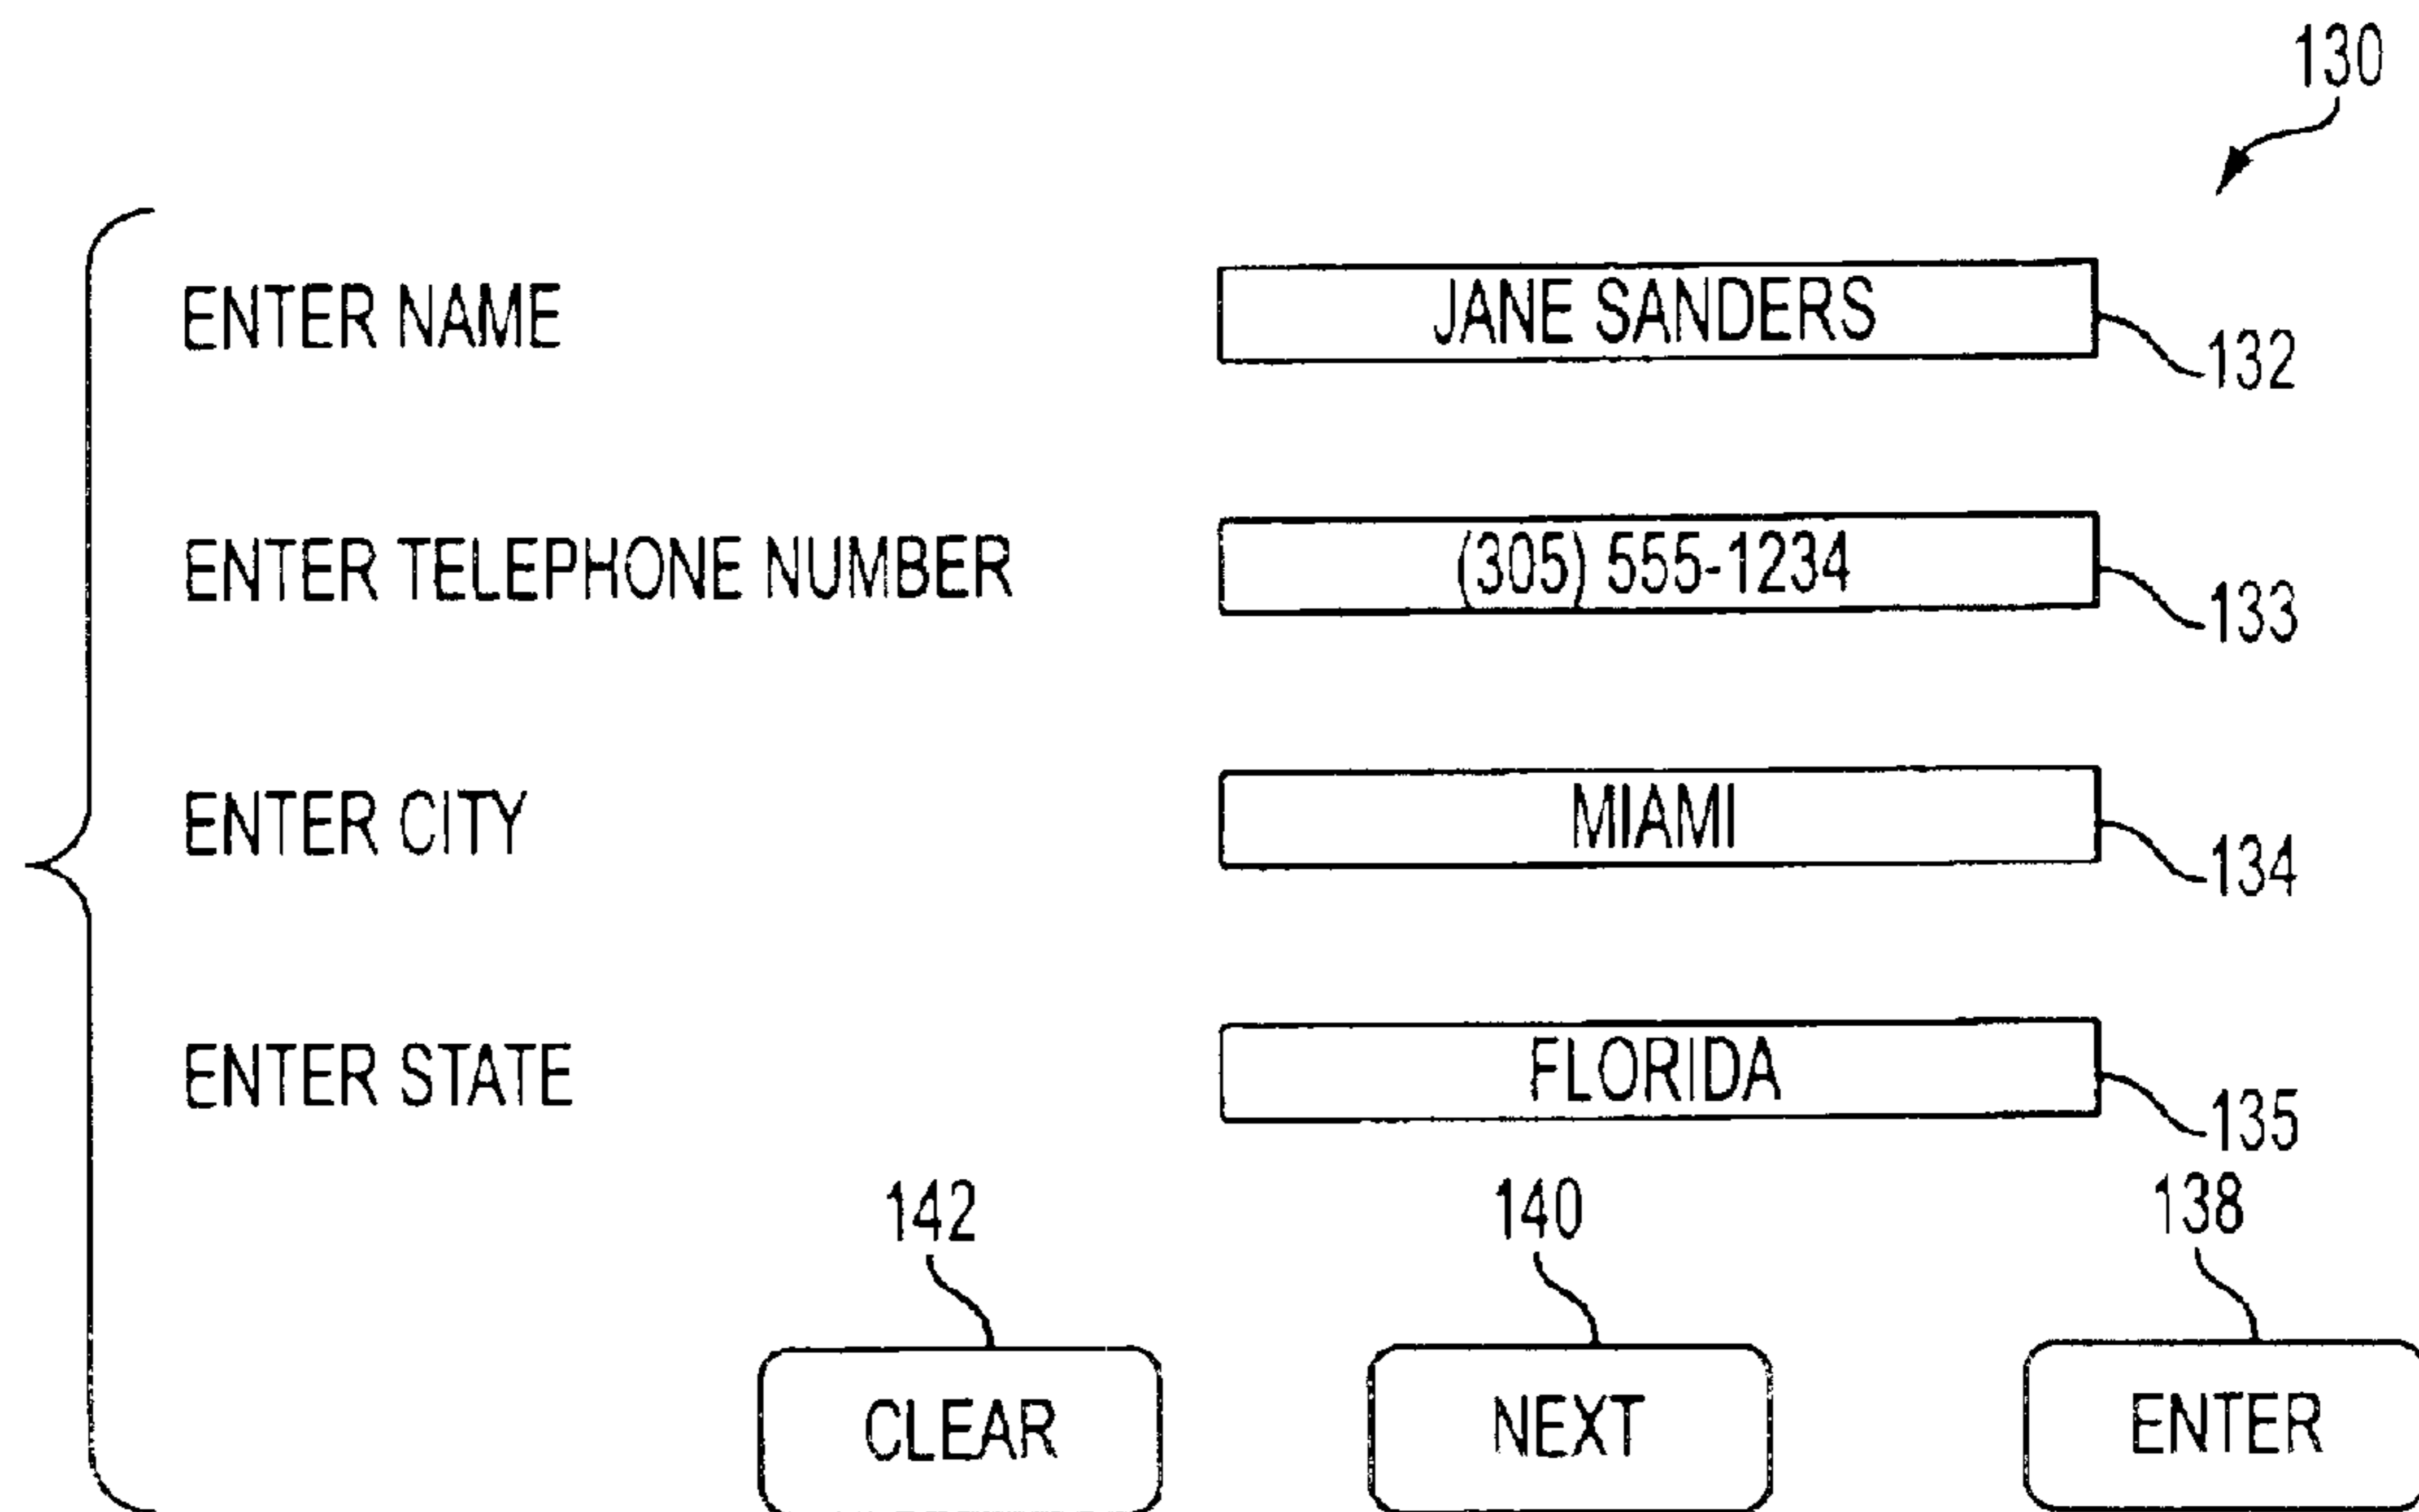 130
ENTER NAME JANE SANDERS
132
ENTER TELEPHONE NUMBER (305) 555-1234
133
ENTER CITY MIAMI
134
ENTER STATE FLORIDA
135
142 140 138
CLEAR NEXT ENTER